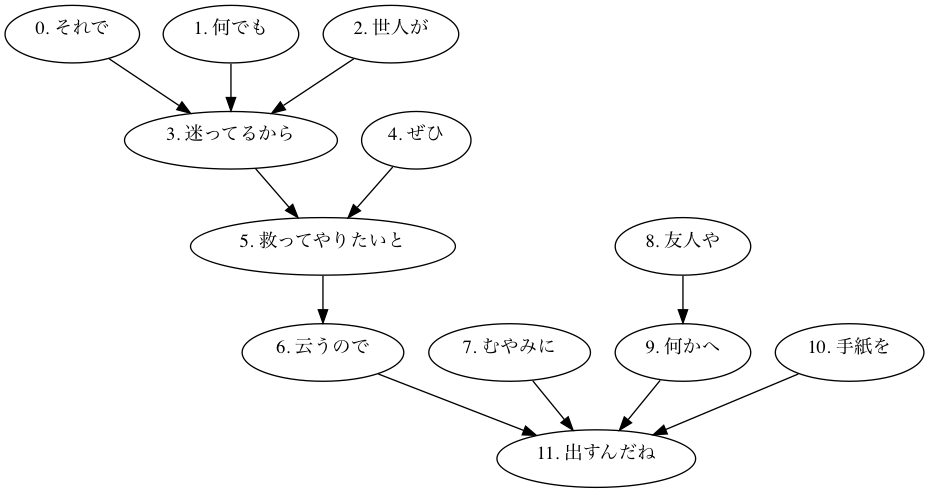 0. それで
1. 何でも
2. 世人が
3. 迷ってるから
4. ぜひ
5. 救ってやりたいと
8. 友人や
6. 云うので
7. むやみに
9. 何かへ
10. 手紙を
11. 出すんだね